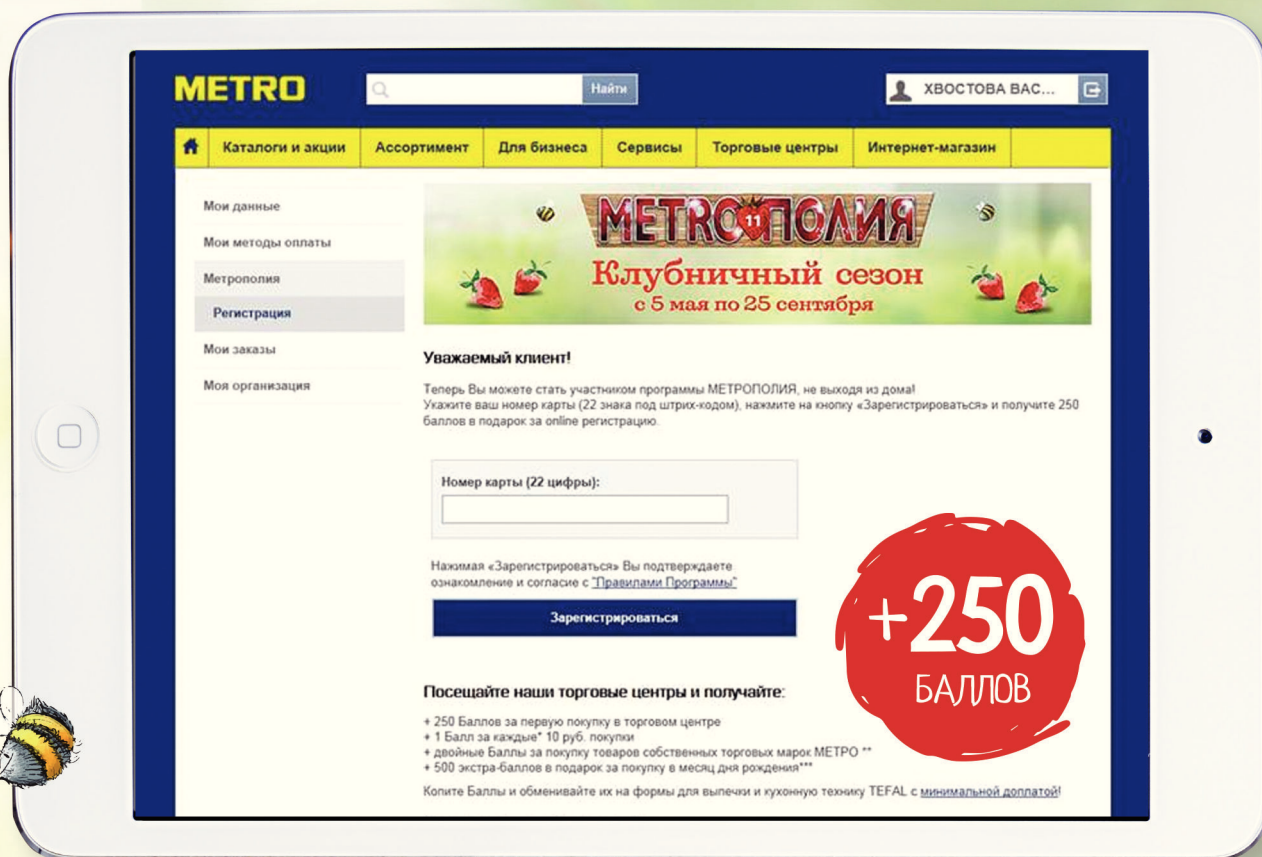 METRO
Найти
ХВОСТОВА ВАС...
Каталоги и акции
Ассортимент
Для бизнеса
Сервисы
Торговые центры
Интернет-магазин
Мои данные
Мои методы оплаты
Метрополия
Регистрация
Мои заказы
Моя организация
МЕТROПОЛИЯ
11
Клубничный сезон
с 5 мая по 25 сентября
Уважаемый клиент!
Теперь Вы можете стать участником программы МЕТРОПОЛИЯ, не выходя из дома!
Укажите ваш номер карты (22 знака под штрих-кодом), нажмите на кнопку «Зарегистрироваться» и получите 250
баллов в подарок за online регистрацию.
Номер карты (22 цифры):
Нажимая «Зарегистрироваться» Вы подтверждаете
ознакомление и согласие с "Правилами Программы"
Зарегистрироваться
+250
БАЛЛОВ
Посещайте наши торговые центры и получайте:
+ 250 Баллов за первую покупку в торговом центре
+ 1 Балл за каждые* 10 руб. покупки
+ двойные Баллы за покупку товаров собственных торговых марок МЕТРО **
+ 500 экстра-баллов в подарок за покупку в месяц дня рождения***
Копите Баллы и обменивайте их на формы для выпечки и кухонную технику TEFAL с минимальной доплатой!